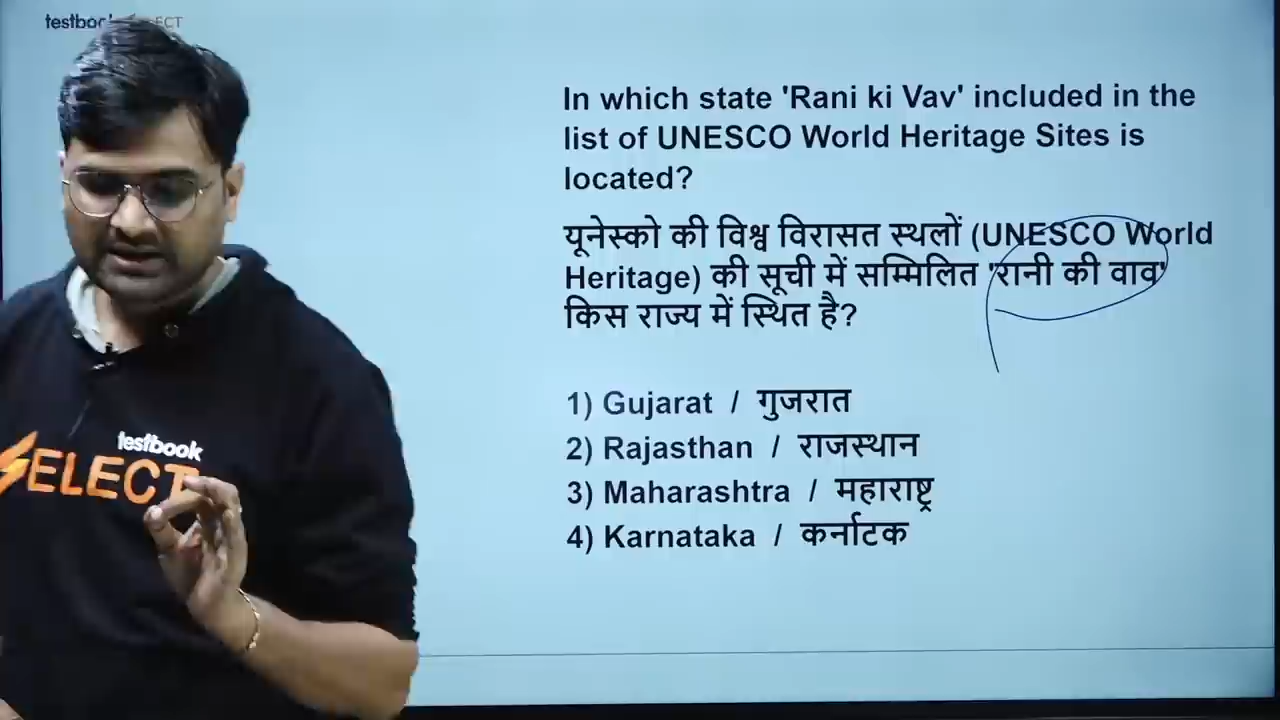 testbook SELECT
In which state 'Rani ki Vav' included in the
list of UNESCO World Heritage Sites is
located?
यूनेस्को की विश्व विरासत स्थलों (UNESCO World
Heritage) की सूची में सम्मिलित 'रानी की वाव'
किस राज्य में स्थित है?
1) Gujarat / गुजरात
2) Rajasthan / राजस्थान
3) Maharashtra / महाराष्ट्र
4) Karnataka / कर्नाटक
testbook
SELECT